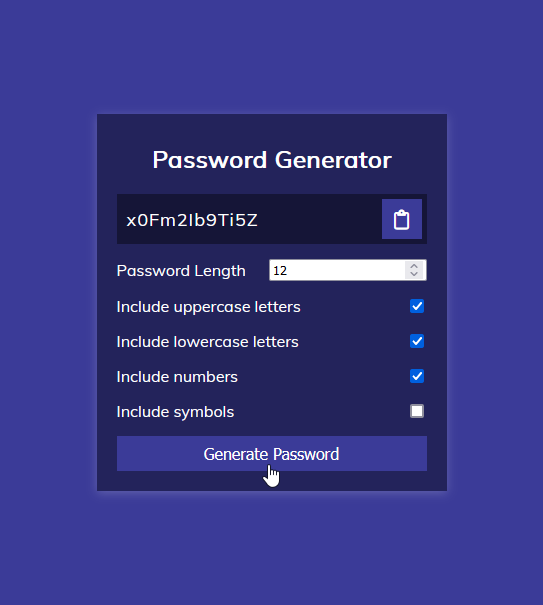 Password Generator
x0Fm2Ib9Ti5Z
Password Length 12
Include uppercase letters
Include lowercase letters
Include numbers
Include symbols
Generate Password